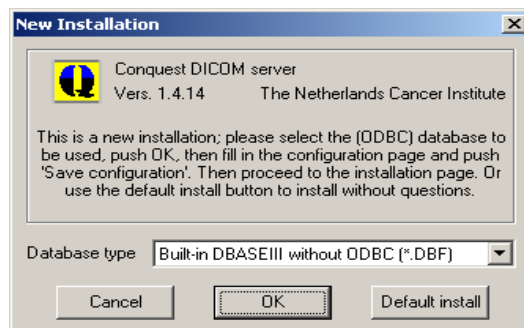 New Installation
Conquest DICOM server
Vers. 1.4.14 The Netherlands Cancer Institute
This is a new installation; please select the (ODBC) database to
be used, push OK, then fill in the configuration page and push
'Save configuration'. Then proceed to the installation page. Or
use the default install button to install without questions.
Database type Built-in DBASEIII without ODBC (*.DBF)
Cancel OK Default install